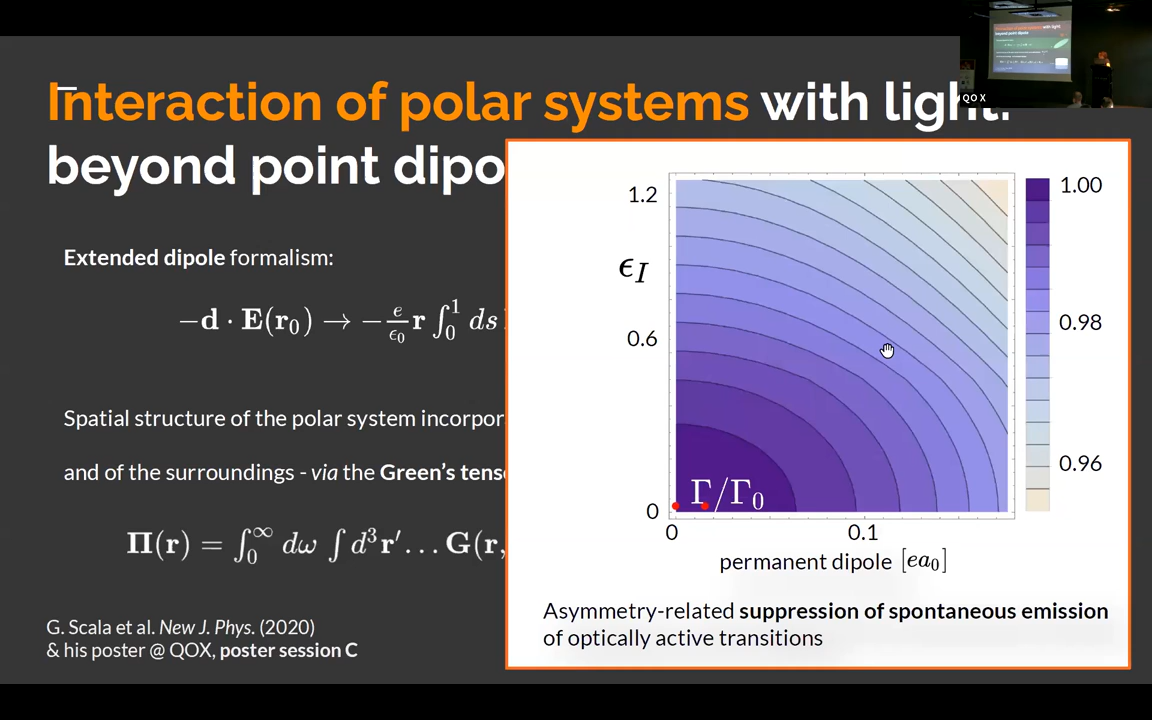 Interaction of polar systems with light:
beyond point dipo
Extended dipole formalism:
−d · E(r₀) → −e/ϵ₀ r ∫₀¹ ds
Spatial structure of the polar system incorpor
and of the surroundings - via the Green's tens
Π(r) = ∫₀^∞ dω ∫ d³r′ … G(r,
G. Scala et al. New J. Phys. (2020)
& his poster @ QOX, poster session C
1.2
ϵ_I
0.6
0
Γ/Γ₀
0
0.1
permanent dipole [ea₀]
1.00
0.98
0.96
Asymmetry-related suppression of spontaneous emission
of optically active transitions
QOX